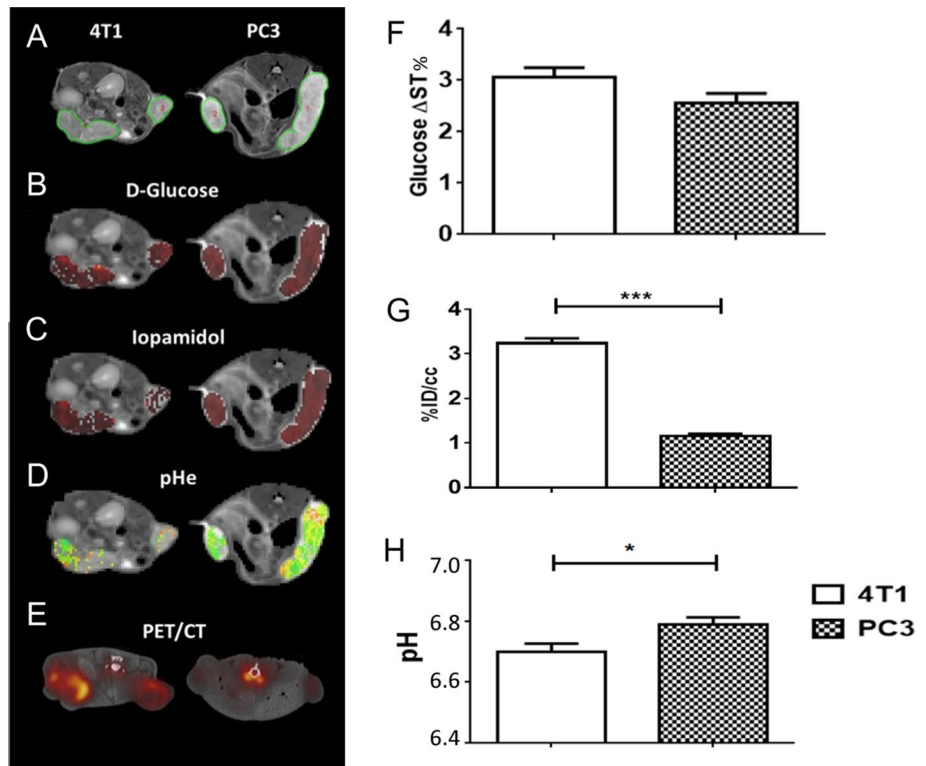 A
4T1
PC3
B
D-Glucose
C
Iopamidol
D
pHe
E
PET/CT
F
Glucose ΔST%
4
3
2
1
0
G
%ID/cc
4
3
2
1
0
***
H
pH
7.0
6.8
6.6
6.4
*
4T1
PC3